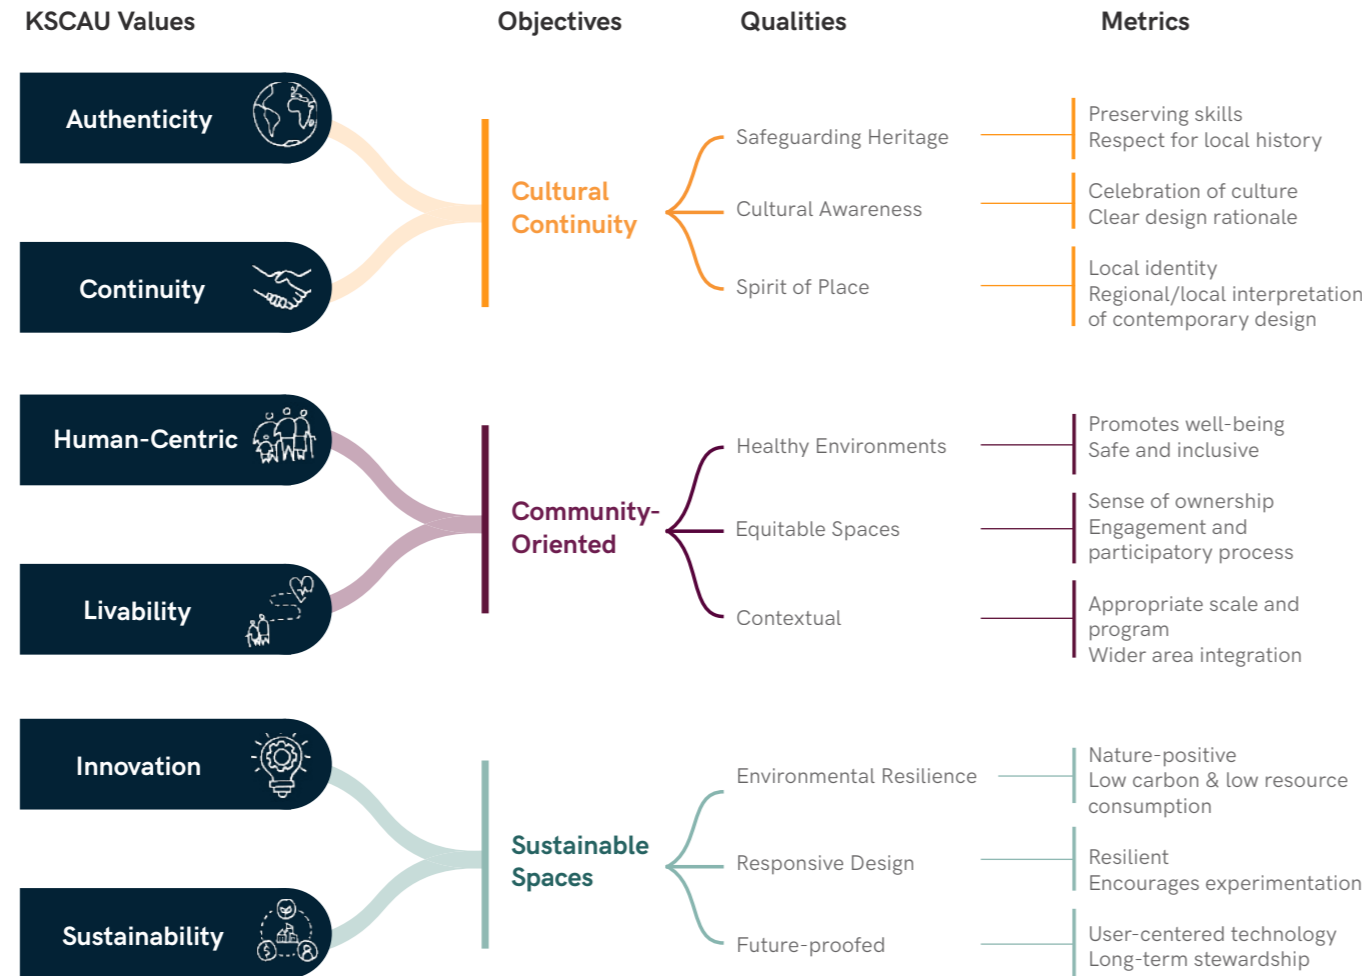 KSCAU Values
Objectives
Qualities
Metrics
Authenticity
Continuity
Cultural
Continuity
Safeguarding Heritage
Preserving skills
Respect for local history
Cultural Awareness
Celebration of culture
Clear design rationale
Spirit of Place
Local identity
Regional/local interpretation
of contemporary design
Human-Centric
Livability
Community-
Oriented
Healthy Environments
Promotes well-being
Safe and inclusive
Equitable Spaces
Sense of ownership
Engagement and
participatory process
Contextual
Appropriate scale and
program
Wider area integration
Innovation
Sustainability
Sustainable
Spaces
Environmental Resilience
Nature-positive
Low carbon & low resource
consumption
Responsive Design
Resilient
Encourages experimentation
Future-proofed
User-centered technology
Long-term stewardship